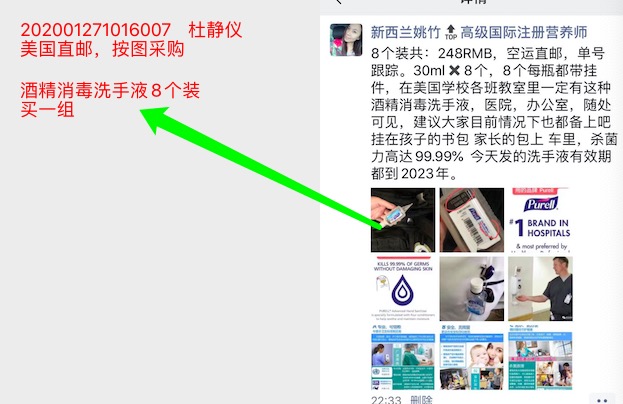 202001271016007 杜静仪
美国直邮，按图采购
酒精消毒洗手液8个装
买一组
新西兰姚竹🔝高级国际注册营养师
8个装共：248RMB，空运直邮，单号
跟踪。30ml ✖ 8个，8个每瓶都带挂
件，在美国学校各班教室里一定有这种
酒精消毒洗手液，医院，办公室，随处
可见，建议大家目前情况下也都备上吧
挂在孩子的书包 家长的包上 车里，杀菌
力高达 99.99% 今天发的洗手液有效期
都到2023年。
Purell
#1 BRAND IN
HOSPITALS
& most preferred by
KILLS 99.99% OF GERMS
WITHOUT DAMAGING SKIN
22:33 删除